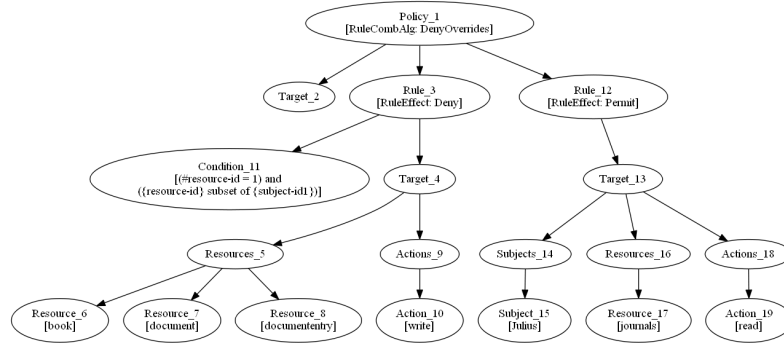 Policy_1
[RuleCombAlg: DenyOverrides]
Target_2
Rule_3
[RuleEffect: Deny]
Rule_12
[RuleEffect: Permit]
Condition_11
[(#resource-id = 1) and
({resource-id} subset of {subject-id1})]
Target_4
Target_13
Resources_5
Actions_9
Subjects_14
Resources_16
Actions_18
Resource_6
[book]
Resource_7
[document]
Resource_8
[documententry]
Action_10
[write]
Subject_15
[Julius]
Resource_17
[journals]
Action_19
[read]